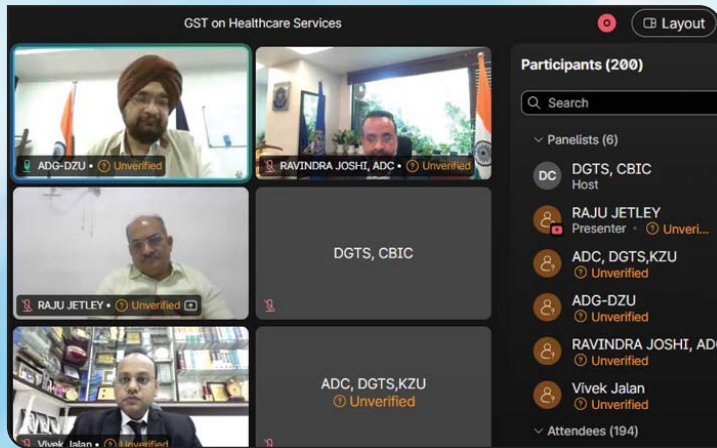 GST on Healthcare Services
Layout
Participants (200)
Search
Panelists (6)
DC
DGTS, CBIC
Host
RAJU JETLEY
Presenter • Unveri...
ADC, DGTS,KZU
Unverified
ADG-DZU
Unverified
RAVINDRA JOSHI, ADC
Unverified
Vivek Jalan
Unverified
Attendees (194)
ADG-DZU • Unverified
RAVINDRA JOSHI, ADC • Unverified
RAJU JETLEY • Unverified
DGTS, CBIC
Vivek Jalan • Unverified
ADC, DGTS,KZU
Unverified